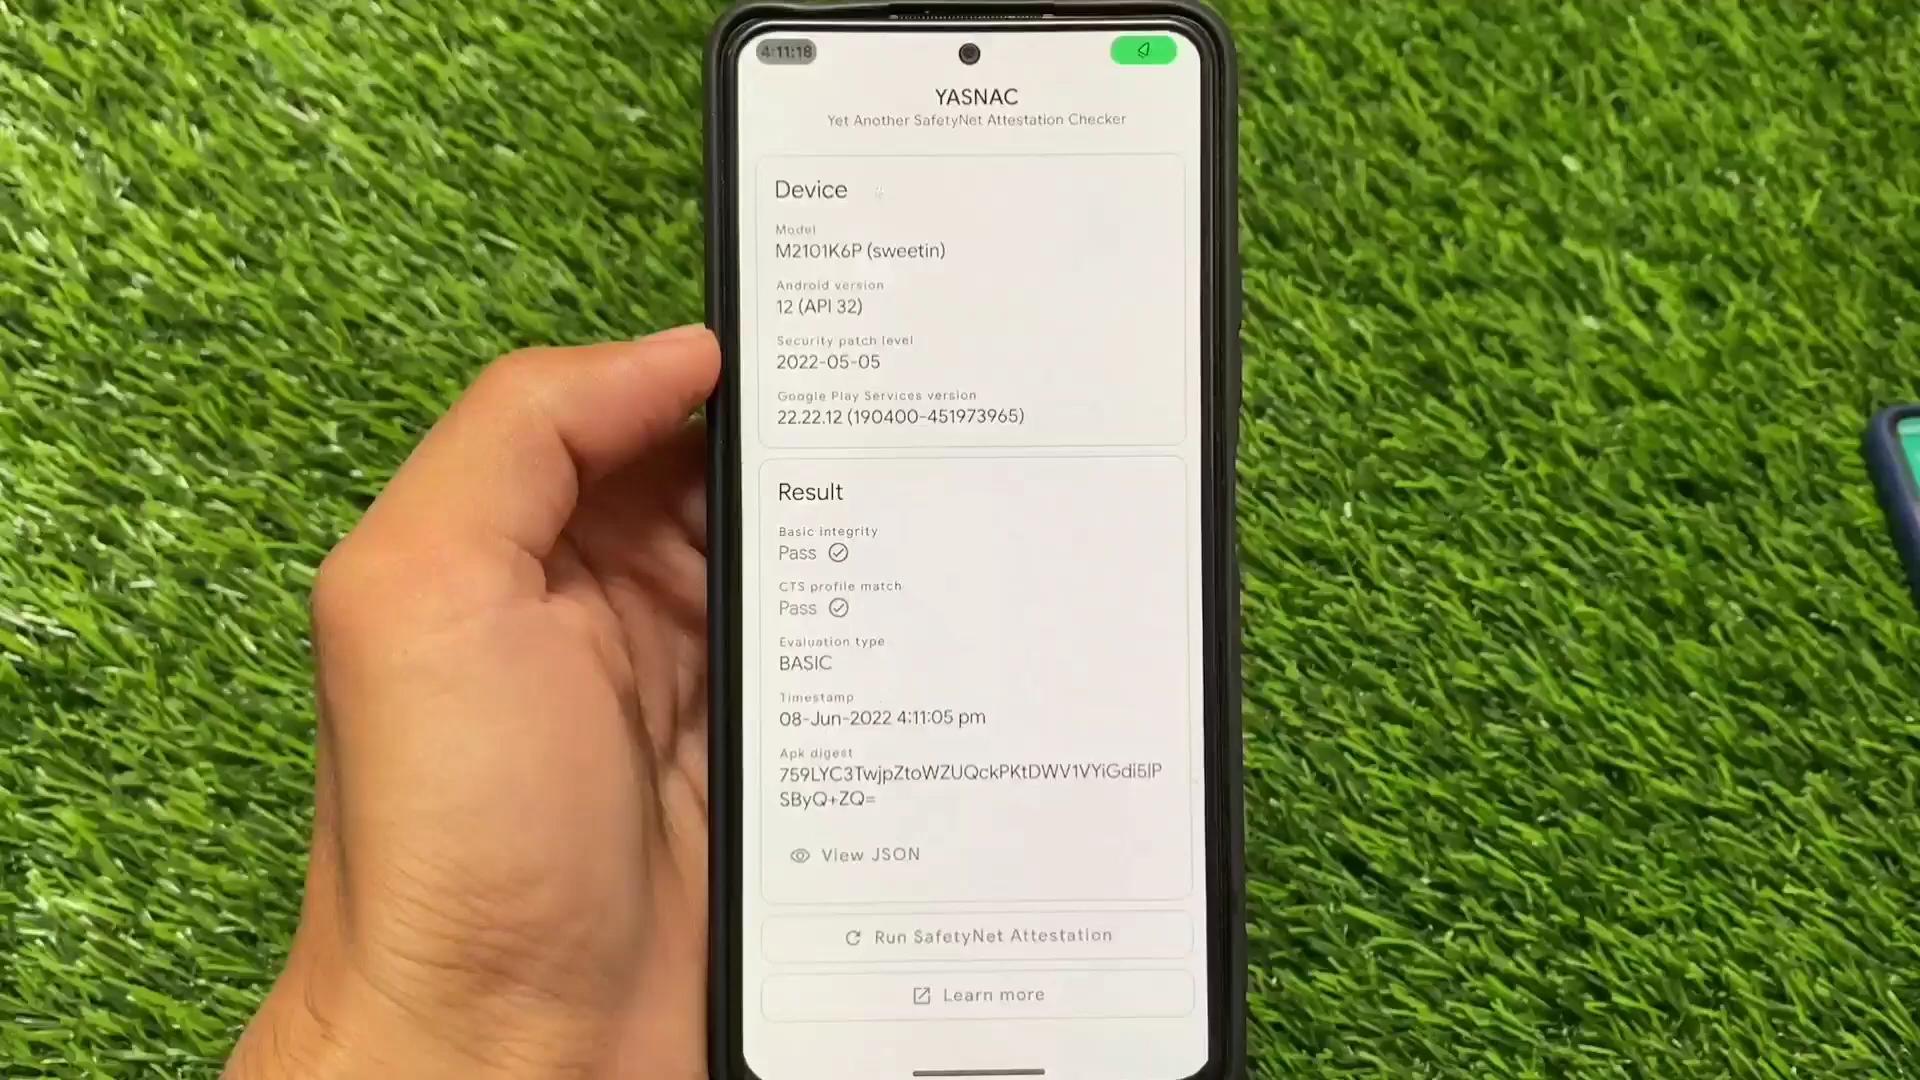 4:11:18
YASNAC
Yet Another SafetyNet Attestation Checker
Device
Model
M2101K6P (sweetin)
Android version
12 (API 32)
Security patch level
2022-05-05
Google Play Services version
22.22.12 (190400-451973965)
Result
Basic integrity
Pass
CTS profile match
Pass
Evaluation type
BASIC
Timestamp
08-Jun-2022 4:11:05 pm
Apk digest
759LYC3TwjpZtoWZUQckPKtDWV1VYiGdi5IP
SByQ+ZQ=
View JSON
Run SafetyNet Attestation
Learn more